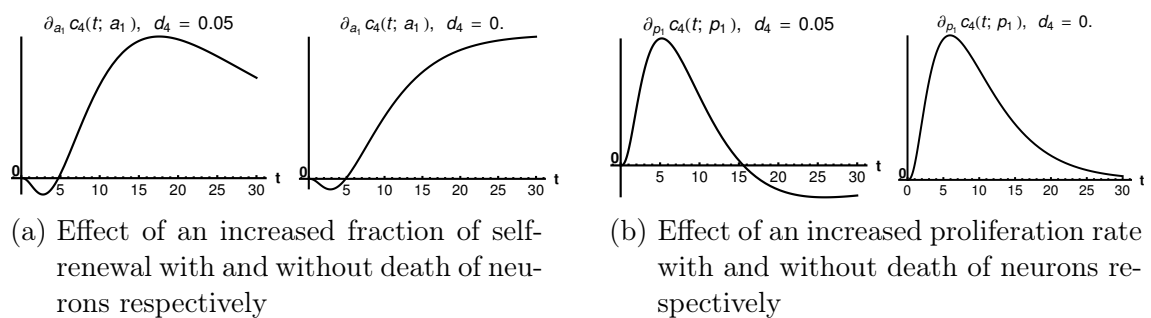 ∂a₁ c₄(t; a₁), d₄ = 0.05
0
5 10 15 20 25 30
t
∂a₁ c₄(t; a₁), d₄ = 0.
0
5 10 15 20 25 30
t
∂p₁ c₄(t; p₁), d₄ = 0.05
0
5 10 15 20 25 30
t
∂p₁ c₄(t; p₁), d₄ = 0.
0
0 5 10 15 20 25 30
t
(a) Effect of an increased fraction of self-
renewal with and without death of neu-
rons respectively
(b) Effect of an increased proliferation rate
with and without death of neurons re-
spectively